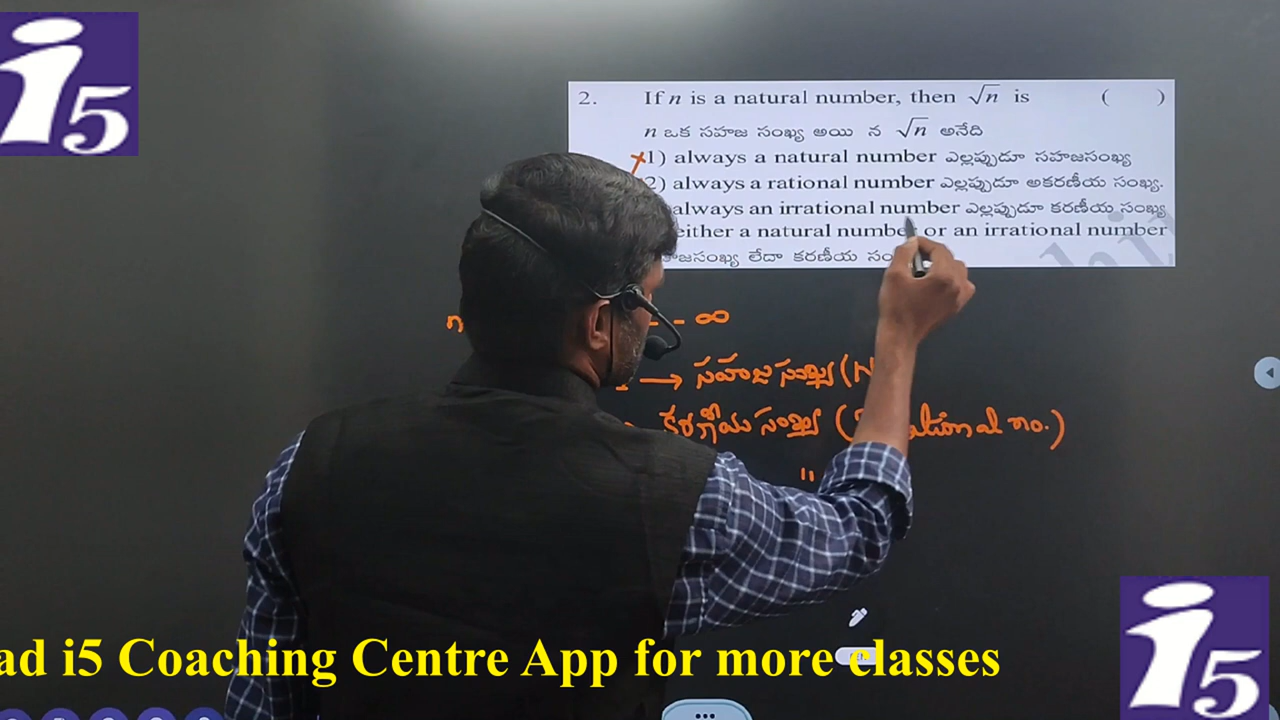 i5
2. If n is a natural number, then √n is ( )
n ఒక సహజ సంఖ్య అయి న √n అనేది
1) always a natural number ఎల్లప్పుడూ సహజసంఖ్య
2) always a rational number ఎల్లప్పుడూ అకరణీయ సంఖ్య.
always an irrational number ఎల్లప్పుడూ కరణీయ సంఖ్య
either a natural number or an irrational number
లేదా కరణీయ
n - ∞
→ సహజ సంఖ్య (N
కరణీయ సంఖ్య ( no.)
"
ad i5 Coaching Centre App for more classes
i5